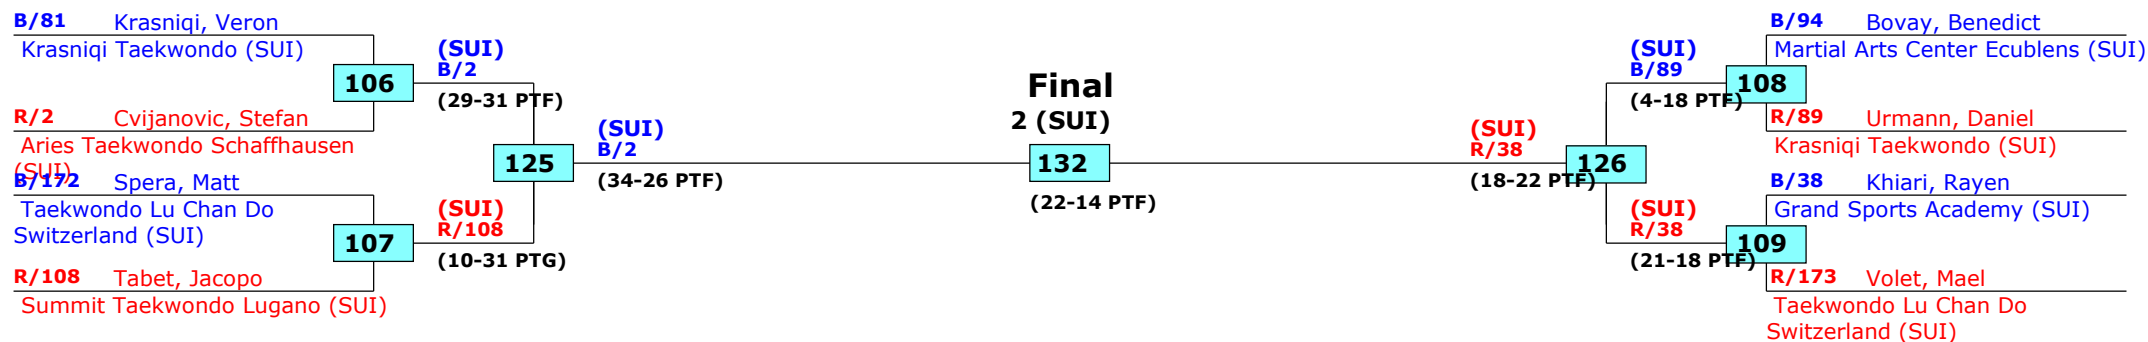 B/81 Krasniqi, Veron
Krasniqi Taekwondo (SUI)
106
R/2 Cvijanovic, Stefan
Aries Taekwondo Schaffhausen
(SUI)
B/172 Spera, Matt
Taekwondo Lu Chan Do
Switzerland (SUI)
107
R/108 Tabet, Jacopo
Summit Taekwondo Lugano (SUI)
(SUI)
B/2
(29-31 PTF)
125
(SUI)
R/108
(10-31 PTG)
(SUI)
B/2
(34-26 PTF)
Final
2 (SUI)
132
(22-14 PTF)
(SUI)
R/38
(18-22 PTF)
126
(SUI)
B/89
(4-18 PTF)
(SUI)
R/38
(21-18 PTF)
B/94 Bovay, Benedict
Martial Arts Center Ecublens (SUI)
108
R/89 Urmann, Daniel
Krasniqi Taekwondo (SUI)
B/38 Khiari, Rayen
Grand Sports Academy (SUI)
109
R/173 Volet, Mael
Taekwondo Lu Chan Do
Switzerland (SUI)